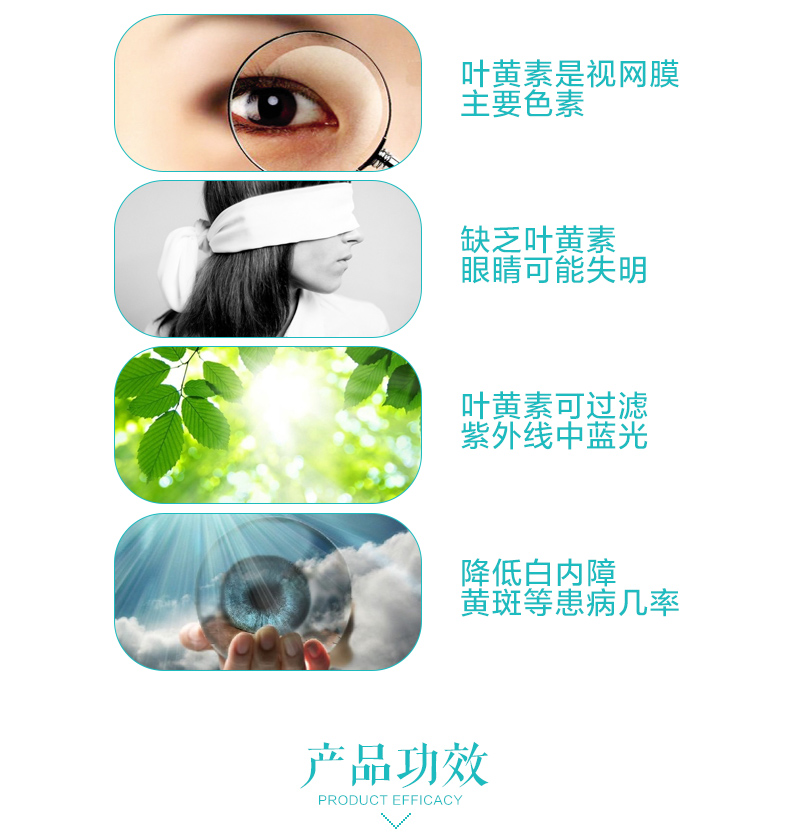 叶黄素是视网膜
主要色素
缺乏叶黄素
眼睛可能失明
叶黄素可过滤
紫外线中蓝光
降低白内障
黄斑等患病几率
产品功效
PRODUCT EFFICACY